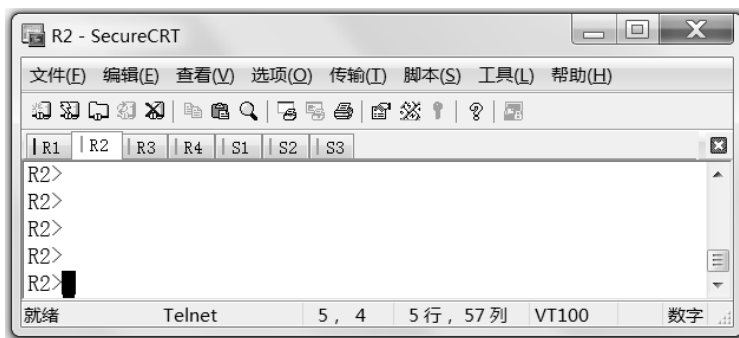 R2 - SecureCRT
文件(F) 编辑(E) 查看(V) 选项(O) 传输(T) 脚本(S) 工具(L) 帮助(H)
R1 R2 R3 R4 S1 S2 S3
R2>
R2>
R2>
R2>
R2>
就绪 Telnet 5, 4 5行, 57列 VT100 数字